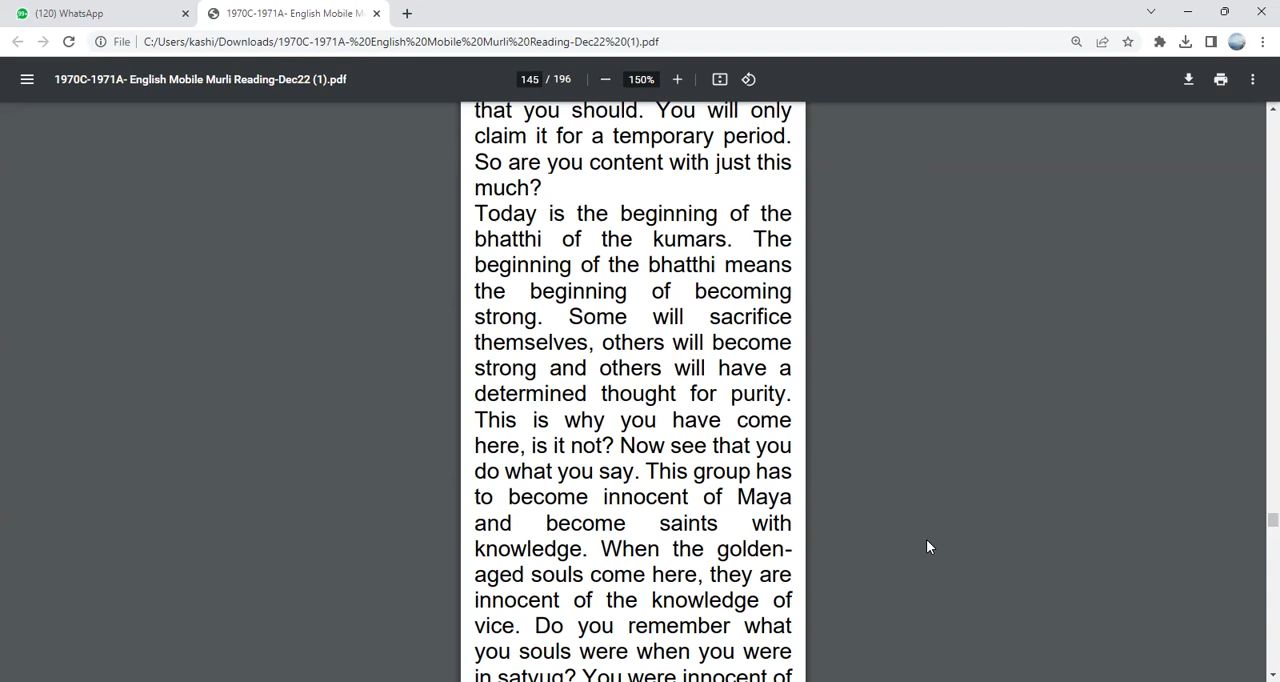 (120) WhatsApp
1970C-1971A- English Mobile M
File
C:/Users/kashi/Downloads/1970C-1971A-%20English%20Mobile%20Murli%20Reading-Dec22%20(1).pdf
1970C-1971A- English Mobile Murli Reading-Dec22 (1).pdf
145 / 196
150%
that you should. You will only
claim it for a temporary period.
So are you content with just this
much?
Today is the beginning of the
bhatthi of the kumars. The
beginning of the bhatthi means
the beginning of becoming
strong. Some will sacrifice
themselves, others will become
strong and others will have a
determined thought for purity.
This is why you have come
here, is it not? Now see that you
do what you say. This group has
to become innocent of Maya
and become saints with
knowledge. When the golden-
aged souls come here, they are
innocent of the knowledge of
vice. Do you remember what
you souls were when you were
in satyug? You were innocent of